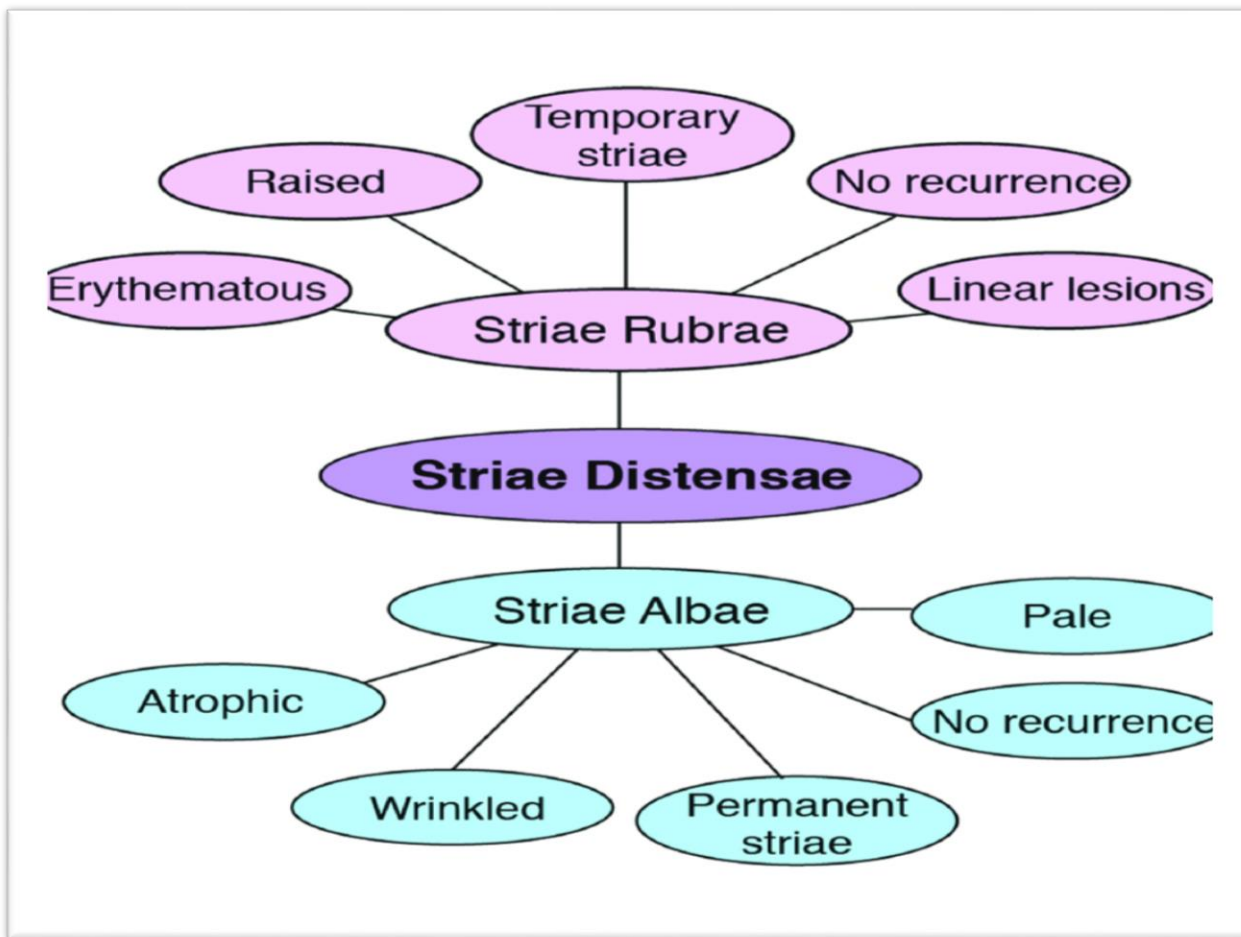 Temporary
striae
Raised
No recurrence
Erythematous
Linear lesions
Striae Rubrae
Striae Distensae
Striae Albae
Pale
Atrophic
No recurrence
Wrinkled
Permanent
striae